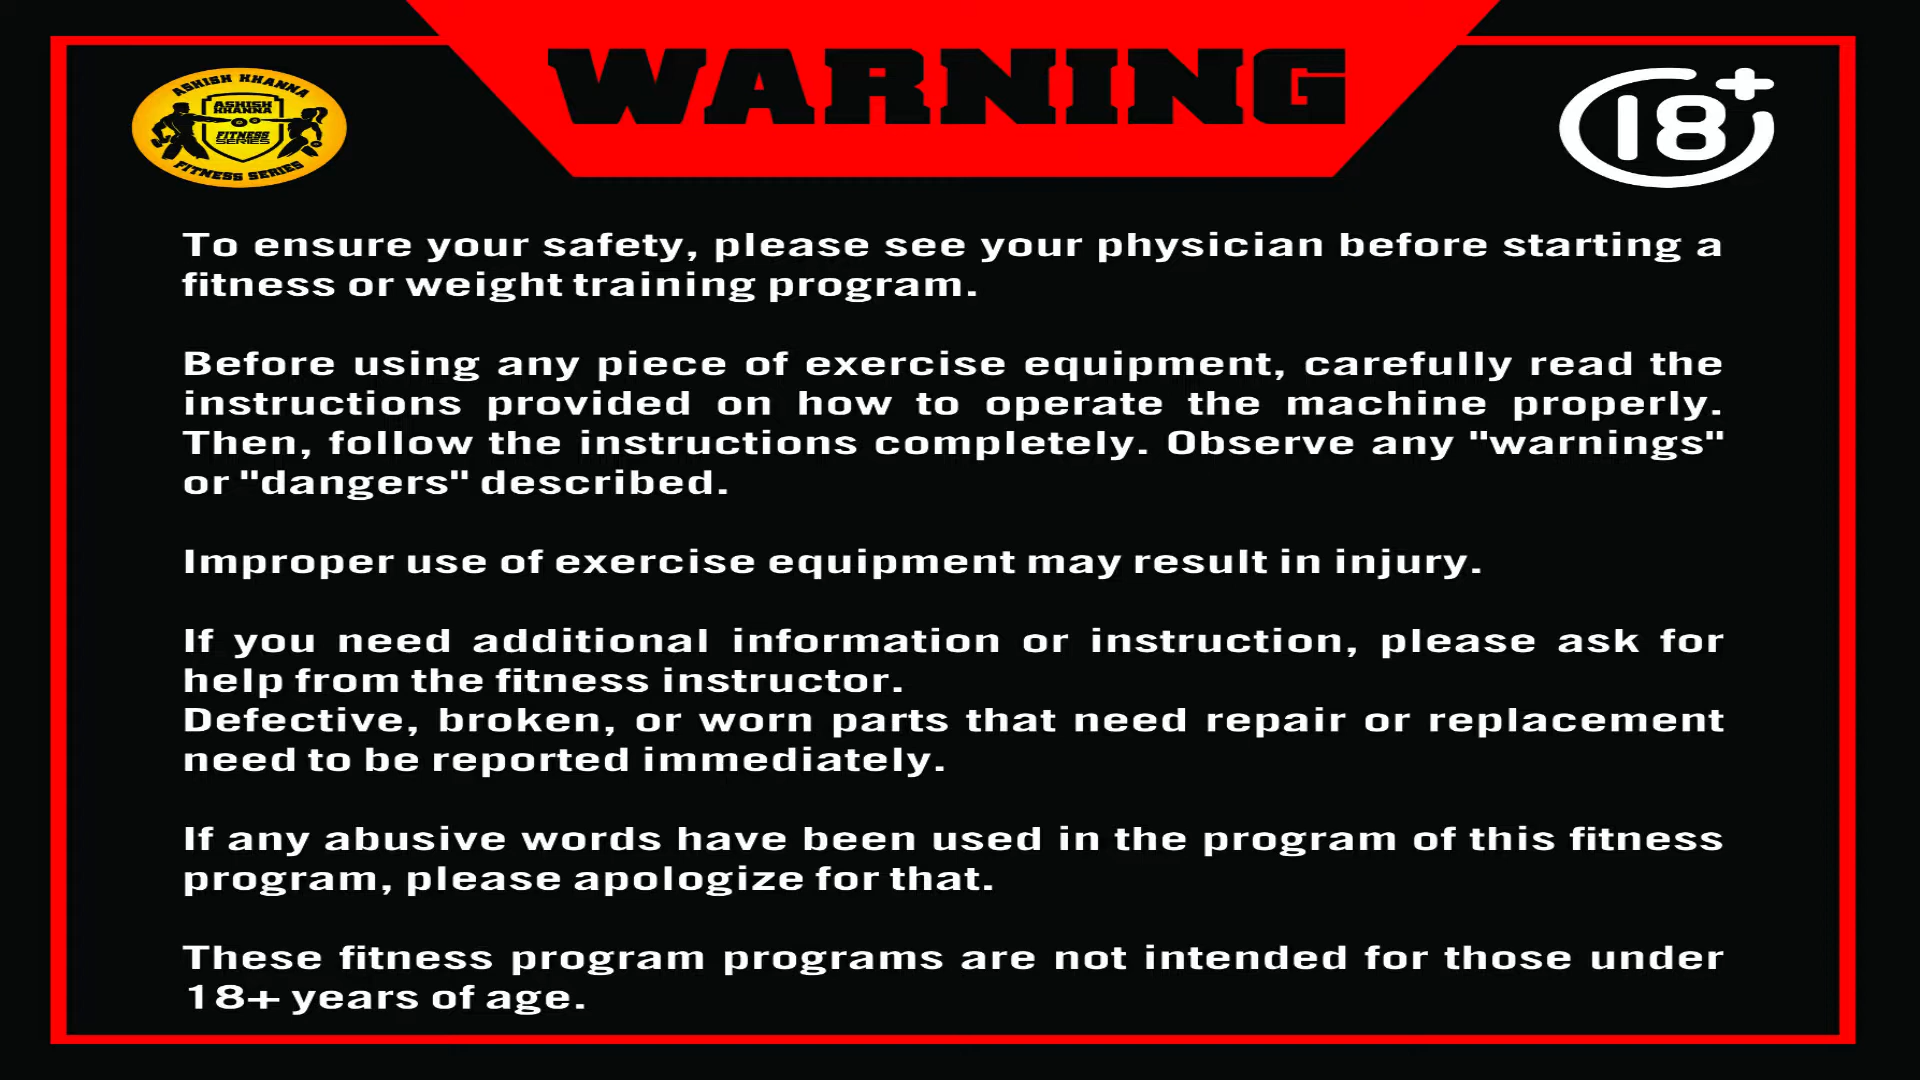 WARNING
ASHISH KHANNA
ASHISH
KHANNA
FITNESS
SERIES
FITNESS SERIES
18+
To ensure your safety, please see your physician before starting a
fitness or weight training program.
Before using any piece of exercise equipment, carefully read the
instructions provided on how to operate the machine properly.
Then, follow the instructions completely. Observe any "warnings"
or "dangers" described.
Improper use of exercise equipment may result in injury.
If you need additional information or instruction, please ask for
help from the fitness instructor.
Defective, broken, or worn parts that need repair or replacement
need to be reported immediately.
If any abusive words have been used in the program of this fitness
program, please apologize for that.
These fitness program programs are not intended for those under
18+ years of age.